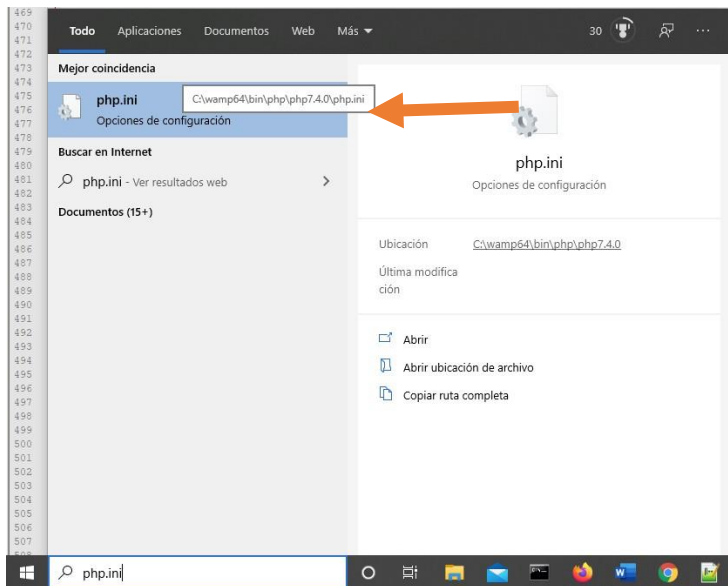 469
470
471
472
473
474
475
476
477
478
479
480
481
482
483
484
485
486
487
488
489
490
491
492
493
494
495
496
497
498
499
500
501
502
503
504
505
506
507
Todo Aplicaciones Documentos Web Más 30 ...
Mejor coincidencia
php.ini
Opciones de configuración
C:\wamp64\bin\php\php7.4.0\php.ini
Buscar en Internet
php.ini - Ver resultados web
Documentos (15+)
php.ini
Opciones de configuración
Ubicación C:\wamp64\bin\php\php7.4.0
Última modifica
ción
Abrir
Abrir ubicación de archivo
Copiar ruta completa
php.ini